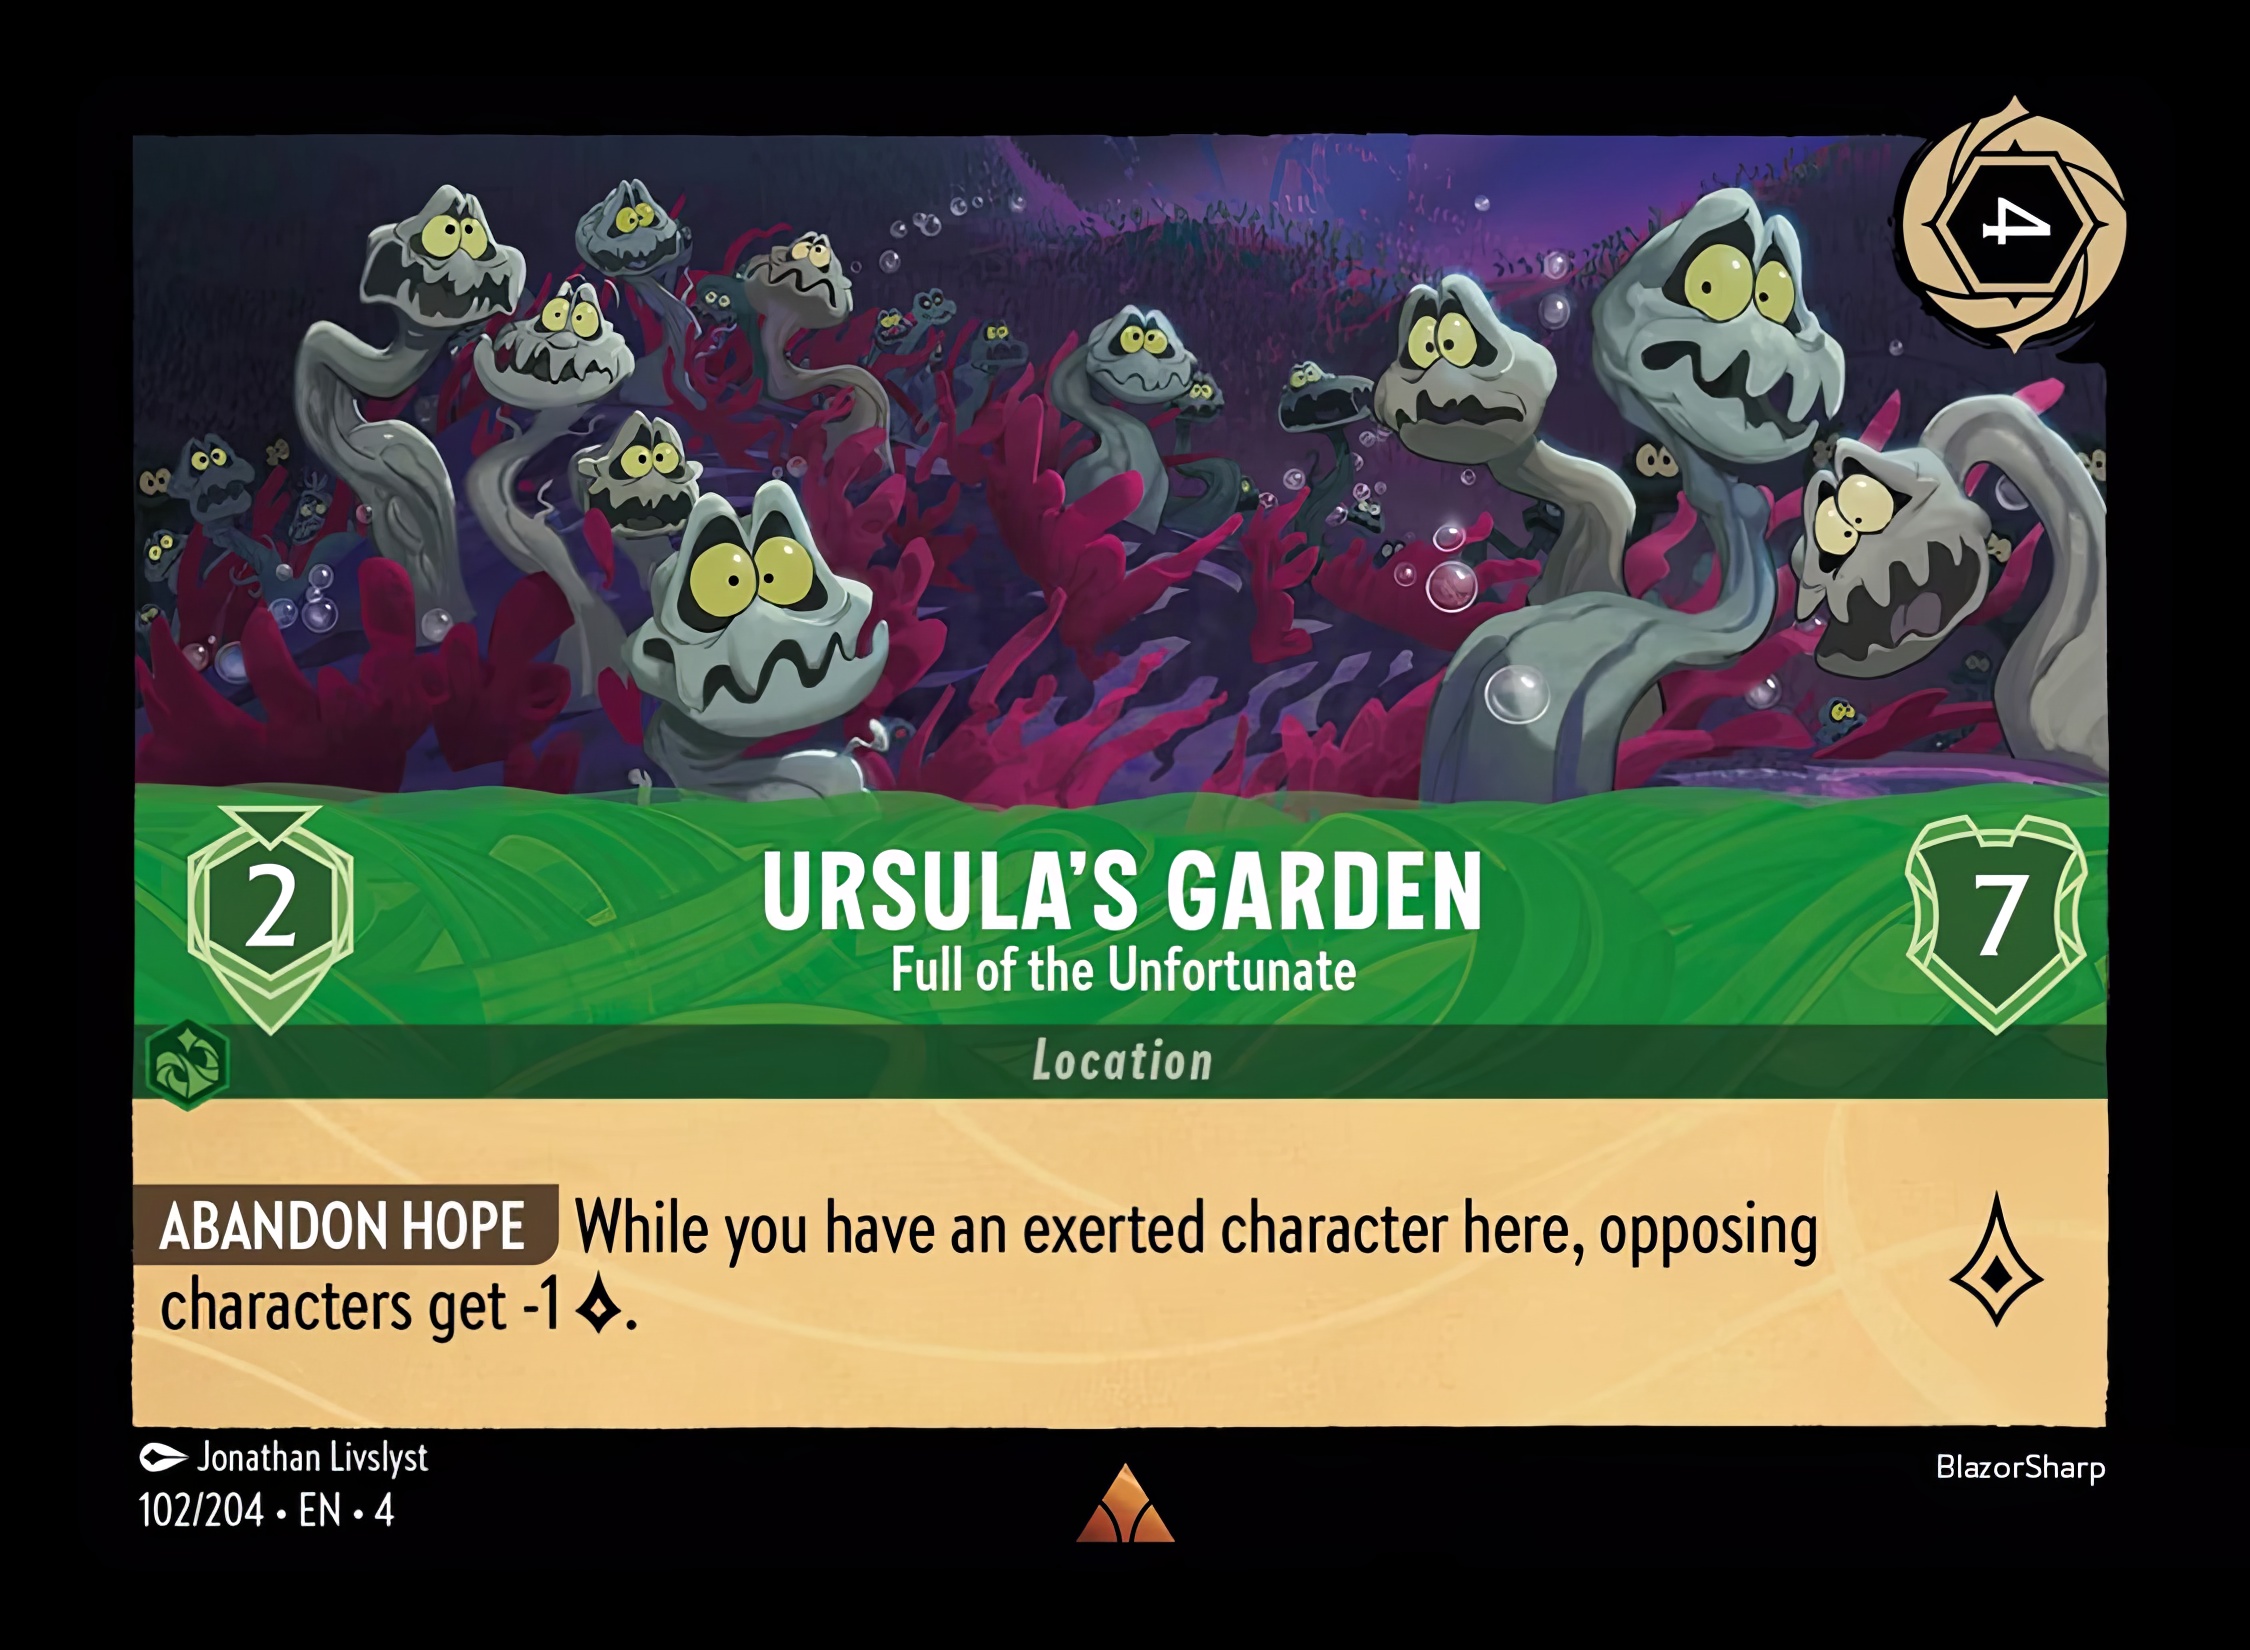 4
2
URSULA'S GARDEN
Full of the Unfortunate
7
Location
ABANDON HOPE While you have an exerted character here, opposing
characters get -1 .
Jonathan Livslyst
102/204 • EN • 4
BlazorSharp